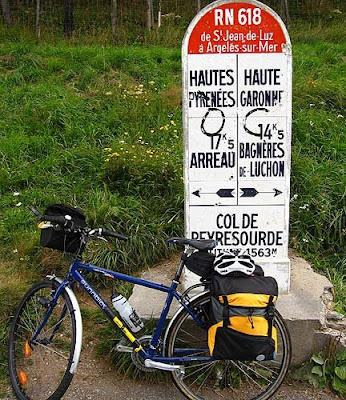 RN 618
de St Jean-de-Luz
à Argelès-sur-Mer
HAUTES PYRÉNÉES
HAUTE GARONNE
17K5
14K5
ARREAU
BAGNÈRES DE-LUCHON
COL DE
PEYRESOURDE
1563M